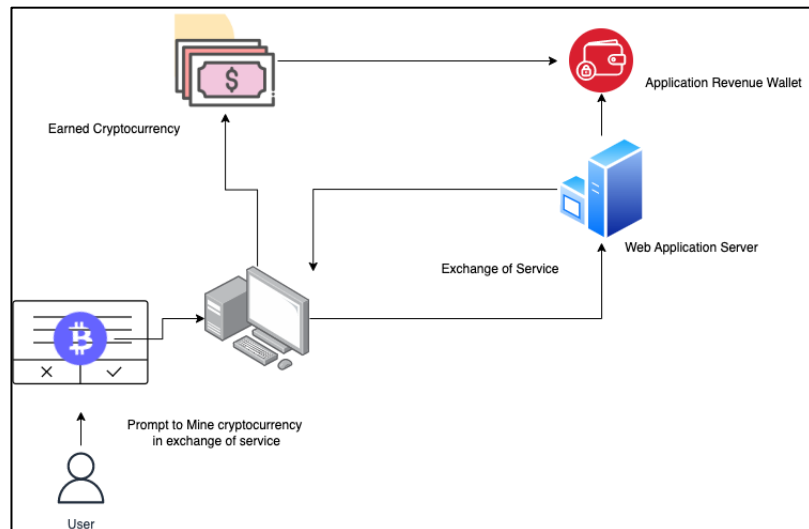 Earned Cryptocurrency
Application Revenue Wallet
Web Application Server
Exchange of Service
Prompt to Mine cryptocurrency
in exchange of service
User